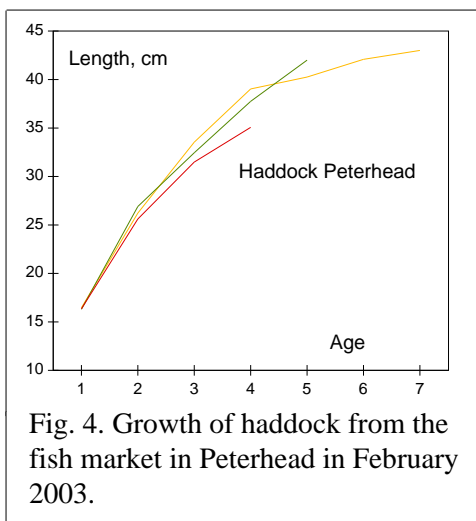 45
Length, cm
40
35
Haddock Peterhead
30
25
20
15
Age
10
1 2 3 4 5 6 7
Fig. 4. Growth of haddock from the
fish market in Peterhead in February
2003.